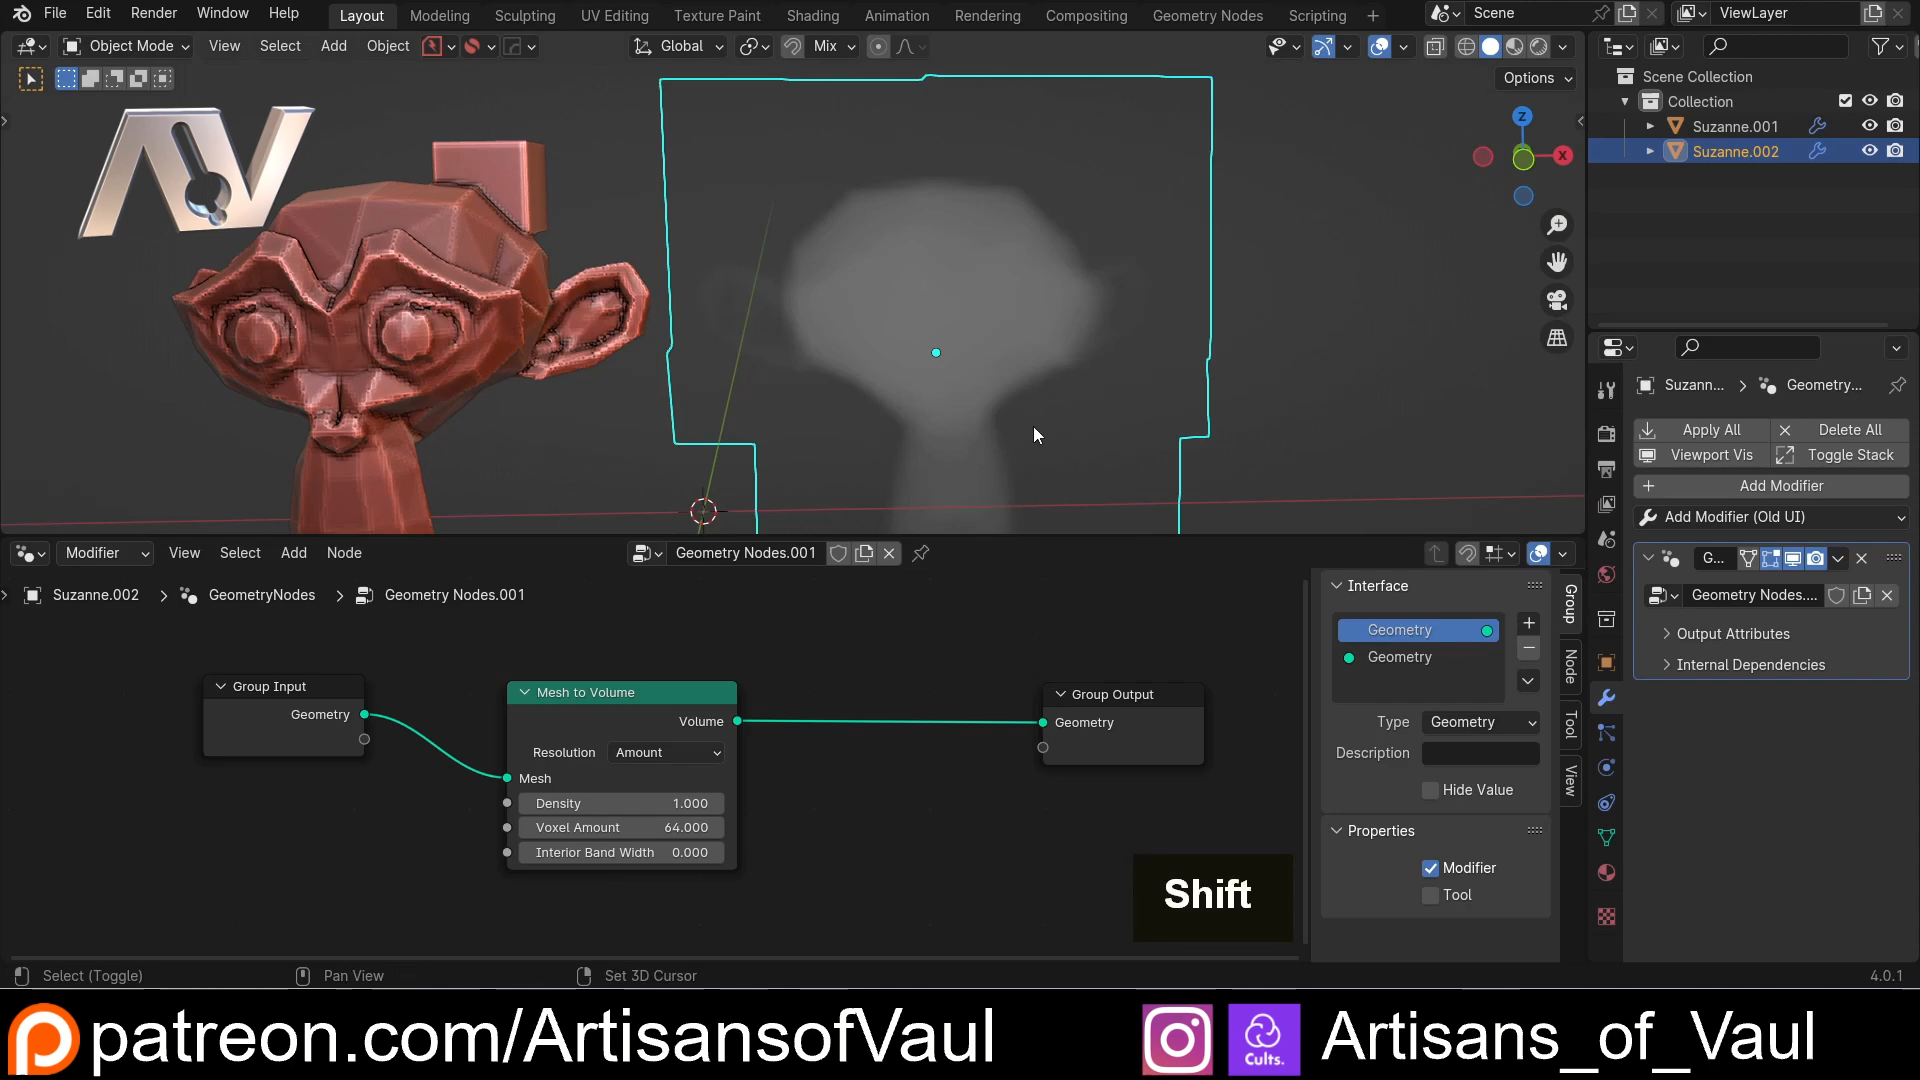 File Edit Render Window Help Layout Modeling Sculpting UV Editing Texture Paint Shading Animation Rendering Compositing Geometry Nodes Scripting + Scene ViewLayer
Object Mode View Select Add Object Global Mix
Options
Z
X
Scene Collection
Collection
Suzanne.001
Suzanne.002
Suzann... > Geometry...
Apply All Delete All
Viewport Vis Toggle Stack
Add Modifier
Add Modifier (Old UI)
G...
Geometry Nodes....
Output Attributes
Internal Dependencies
Modifier View Select Add Node Geometry Nodes.001
Suzanne.002 > GeometryNodes > Geometry Nodes.001
Group Input
Geometry
Mesh to Volume
Volume
Resolution Amount
Mesh
Density 1.000
Voxel Amount 64.000
Interior Band Width 0.000
Group Output
Geometry
Interface
Geometry
Geometry
Type Geometry
Description
Hide Value
Properties
Modifier
Tool
Group
Node
Tool
View
Shift
Select (Toggle) Pan View Set 3D Cursor 4.0.1
patreon.com/ArtisansofVaul Cults. Artisans_of_Vaul